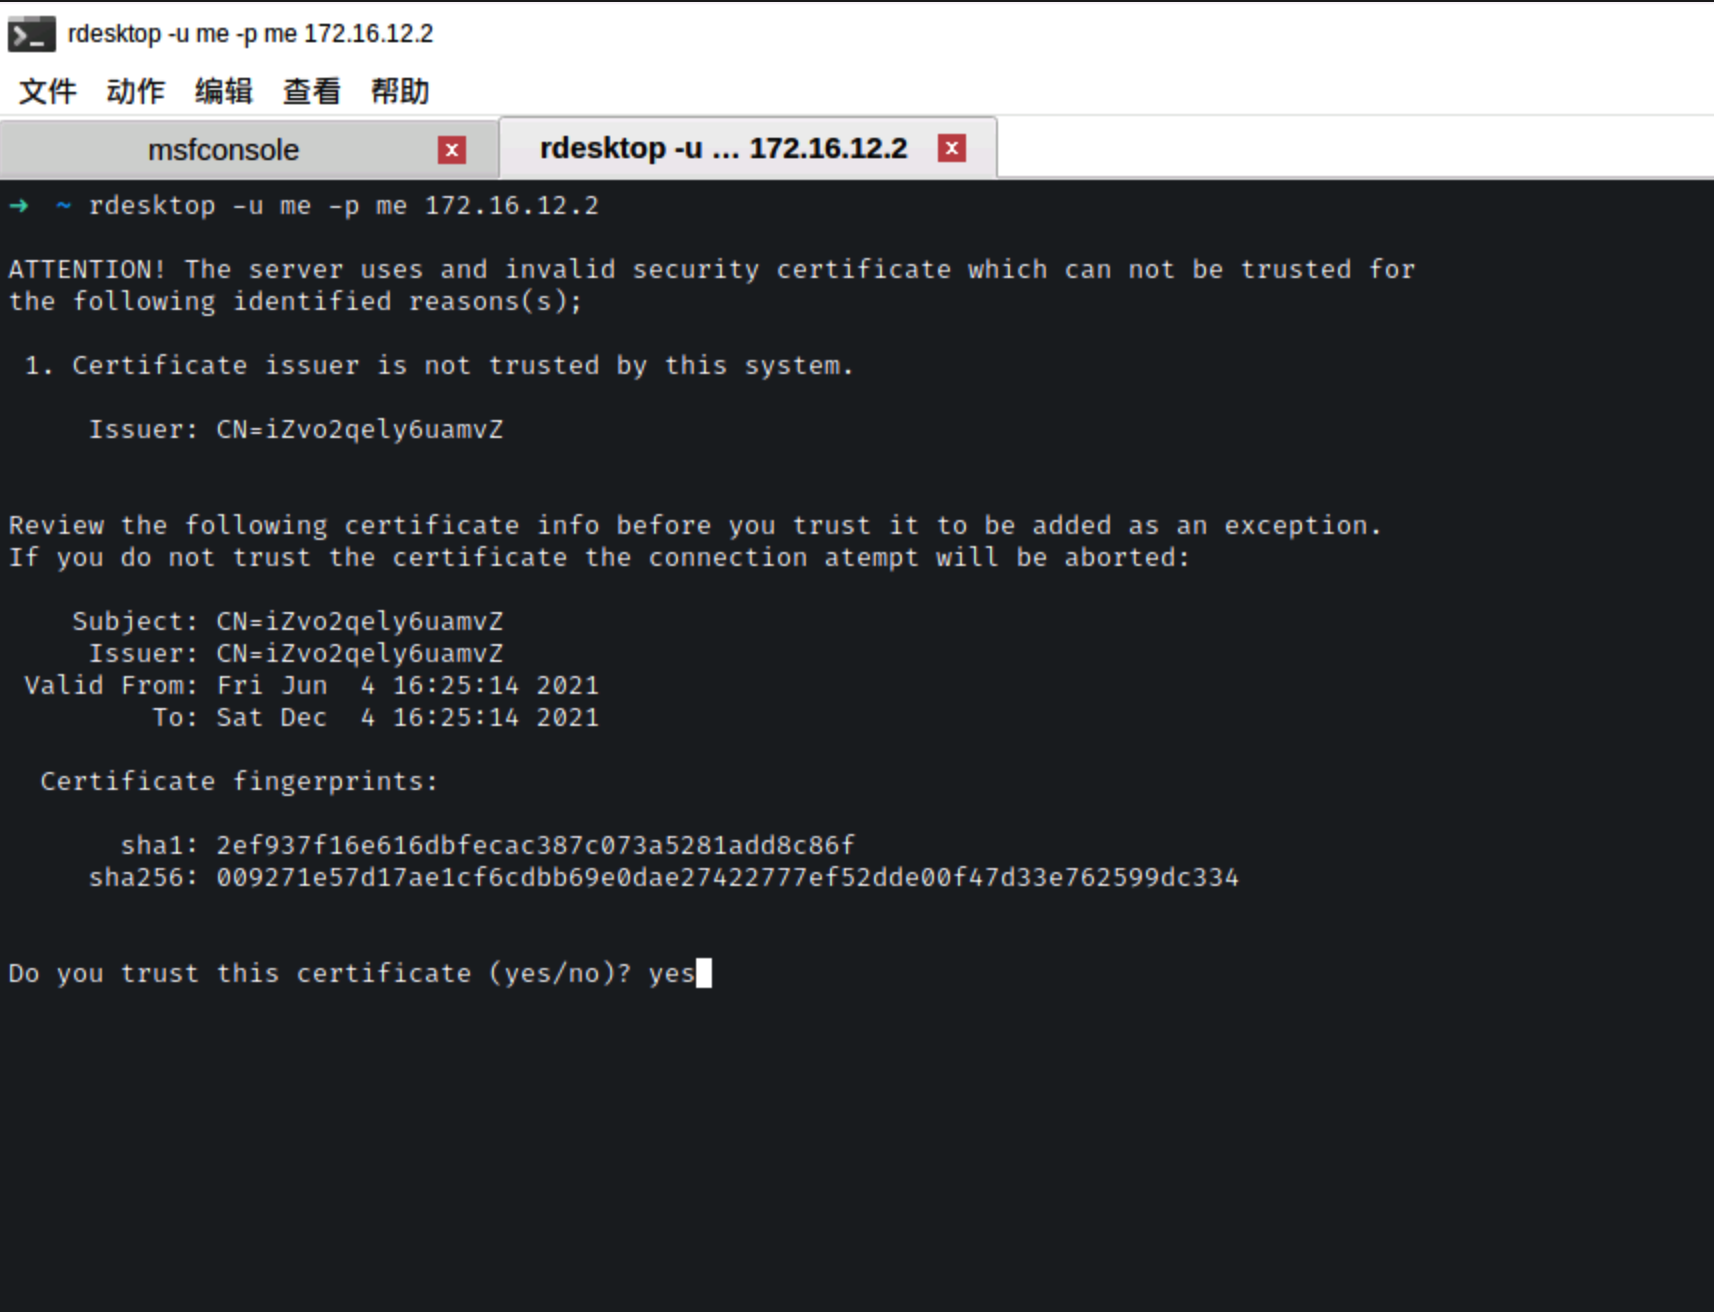 rdesktop -u me -p me 172.16.12.2
文件 动作 编辑 查看 帮助
msfconsole x rdesktop -u ... 172.16.12.2 x
→ ~ rdesktop -u me -p me 172.16.12.2
ATTENTION! The server uses and invalid security certificate which can not be trusted for
the following identified reasons(s);
1. Certificate issuer is not trusted by this system.
Issuer: CN=iZvo2qely6uamvZ
Review the following certificate info before you trust it to be added as an exception.
If you do not trust the certificate the connection atempt will be aborted:
Subject: CN=iZvo2qely6uamvZ
Issuer: CN=iZvo2qely6uamvZ
Valid From: Fri Jun  4 16:25:14 2021
To: Sat Dec  4 16:25:14 2021
Certificate fingerprints:
sha1: 2ef937f16e616dbfecac387c073a5281add8c86f
sha256: 009271e57d17ae1cf6cdbb69e0dae27422777ef52dde00f47d33e762599dc334
Do you trust this certificate (yes/no)? yes